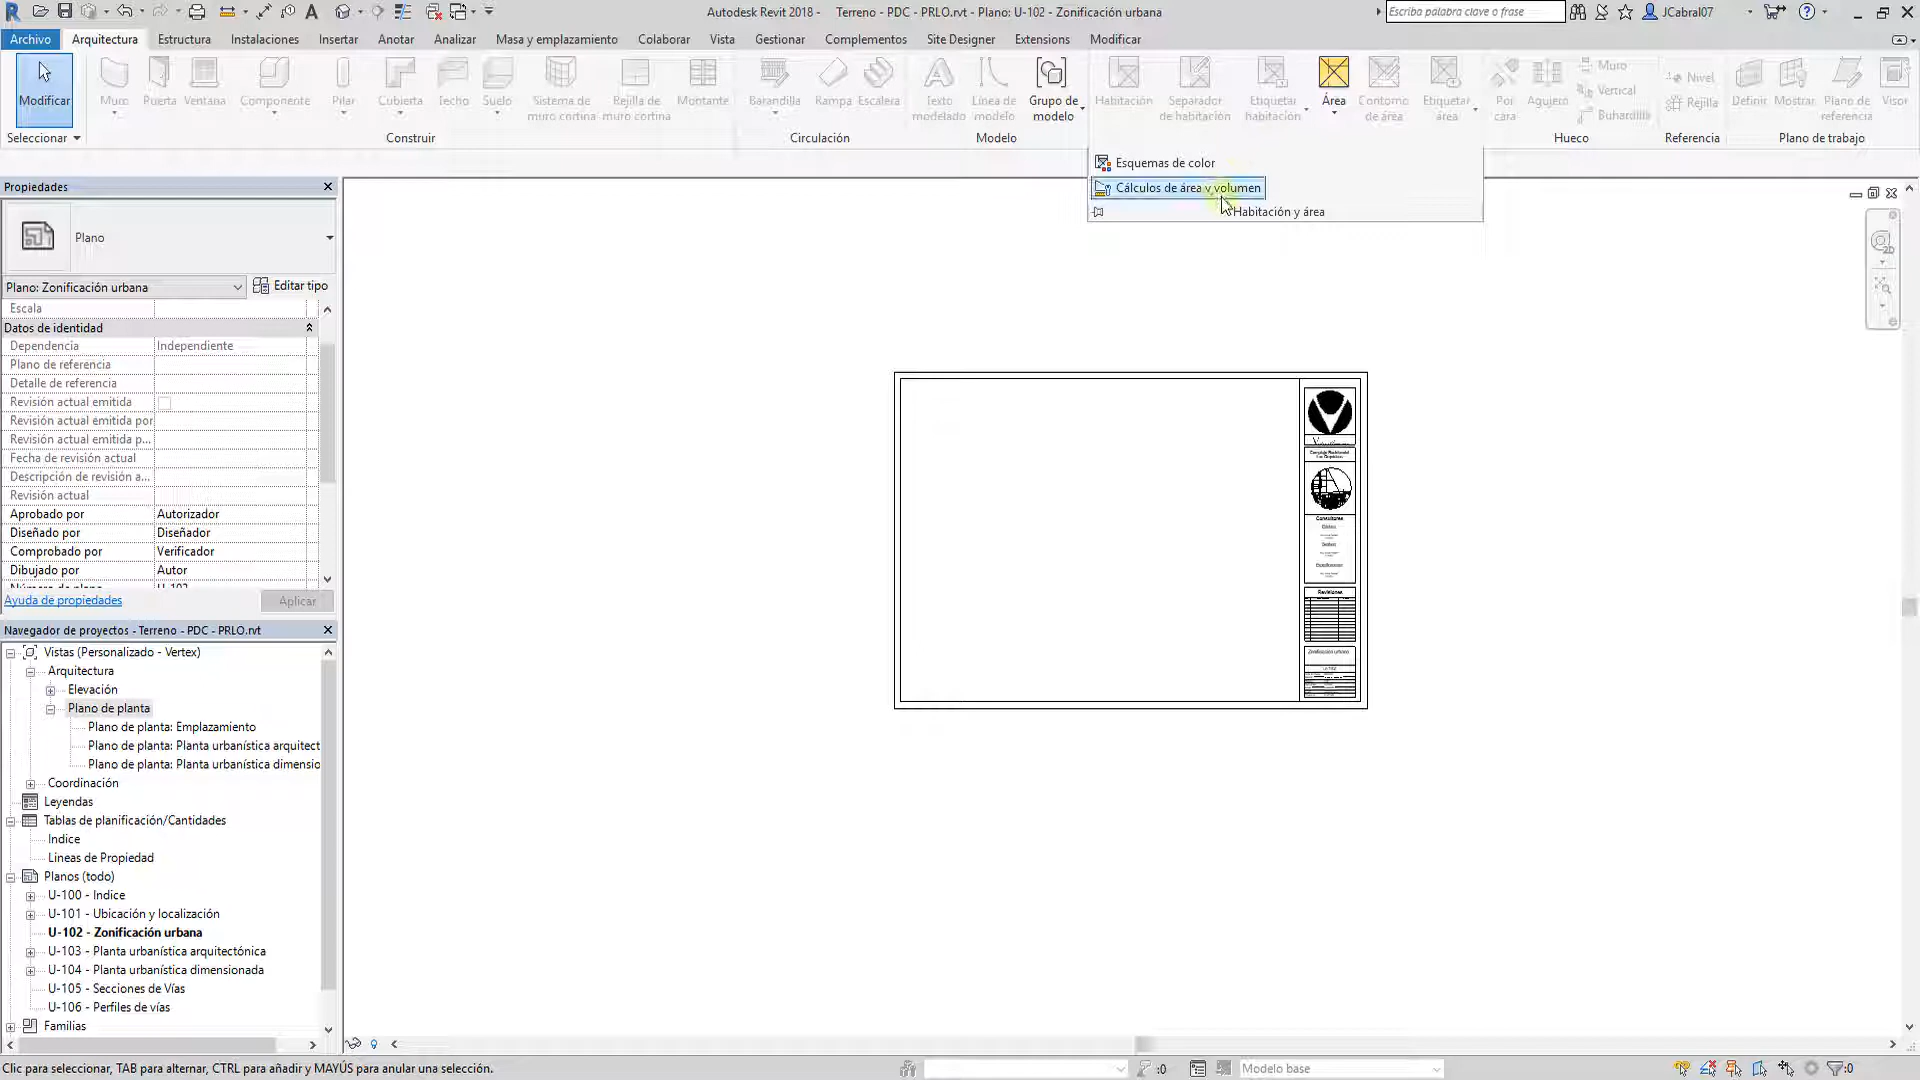 Autodesk Revit 2018 -    Terreno - PDC - PRLO.rvt - Plano: U-102 - Zonificación urbana
Escriba palabra clave o frase
JCabral07
Archivo Arquitectura Estructura Instalaciones Insertar Anotar Analizar Masa y emplazamiento Colaborar Vista Gestionar Complementos Site Designer Extensions Modificar
Modificar
Muro Puerta Ventana Componente Pilar Cubierta Techo Suelo
Sistema de muro cortina
Rejilla de muro cortina
Montante
Barandilla Rampa Escalera
Texto modelado
Línea de modelo
Grupo de modelo
Habitación
Separador de habitación
Etiquetar habitación
Área
Contorno de área
Etiquetar área
Por cara
Agujero
Muro
Vertical
Buhardilla
Nivel
Rejilla
Definir Mostrar
Plano de referencia
Visor
Seleccionar Construir Circulación Modelo Hueco Referencia Plano de trabajo
Esquemas de color
Cálculos de área y volumen
Habitación y área
Propiedades
Plano
Plano: Zonificación urbana
Editar tipo
Escala
Datos de identidad
Dependencia Independiente
Plano de referencia
Detalle de referencia
Revisión actual emitida
Revisión actual emitida por
Revisión actual emitida p...
Fecha de revisión actual
Descripción de revisión a...
Revisión actual
Aprobado por Autorizador
Diseñado por Diseñador
Comprobado por Verificador
Dibujado por Autor
Número de plano U-102
Ayuda de propiedades
Aplicar
Navegador de proyectos - Terreno - PDC - PRLO.rvt
Vistas (Personalizado - Vertex)
Arquitectura
Elevación
Plano de planta
Plano de planta: Emplazamiento
Plano de planta: Planta urbanística arquitect
Plano de planta: Planta urbanística dimensio
Coordinación
Leyendas
Tablas de planificación/Cantidades
Indice
Lineas de Propiedad
Planos (todo)
U-100 - Indice
U-101 - Ubicación y localización
U-102 - Zonificación urbana
U-103 - Planta urbanística arquitectónica
U-104 - Planta urbanística dimensionada
U-105 - Secciones de Vías
U-106 - Perfiles de vías
Familias
Consultores
Revisiones
Zonificación urbana
2D
Clic para seleccionar, TAB para alternar, CTRL para añadir y MAYÚS para anular una selección.
:0
Modelo base
:0